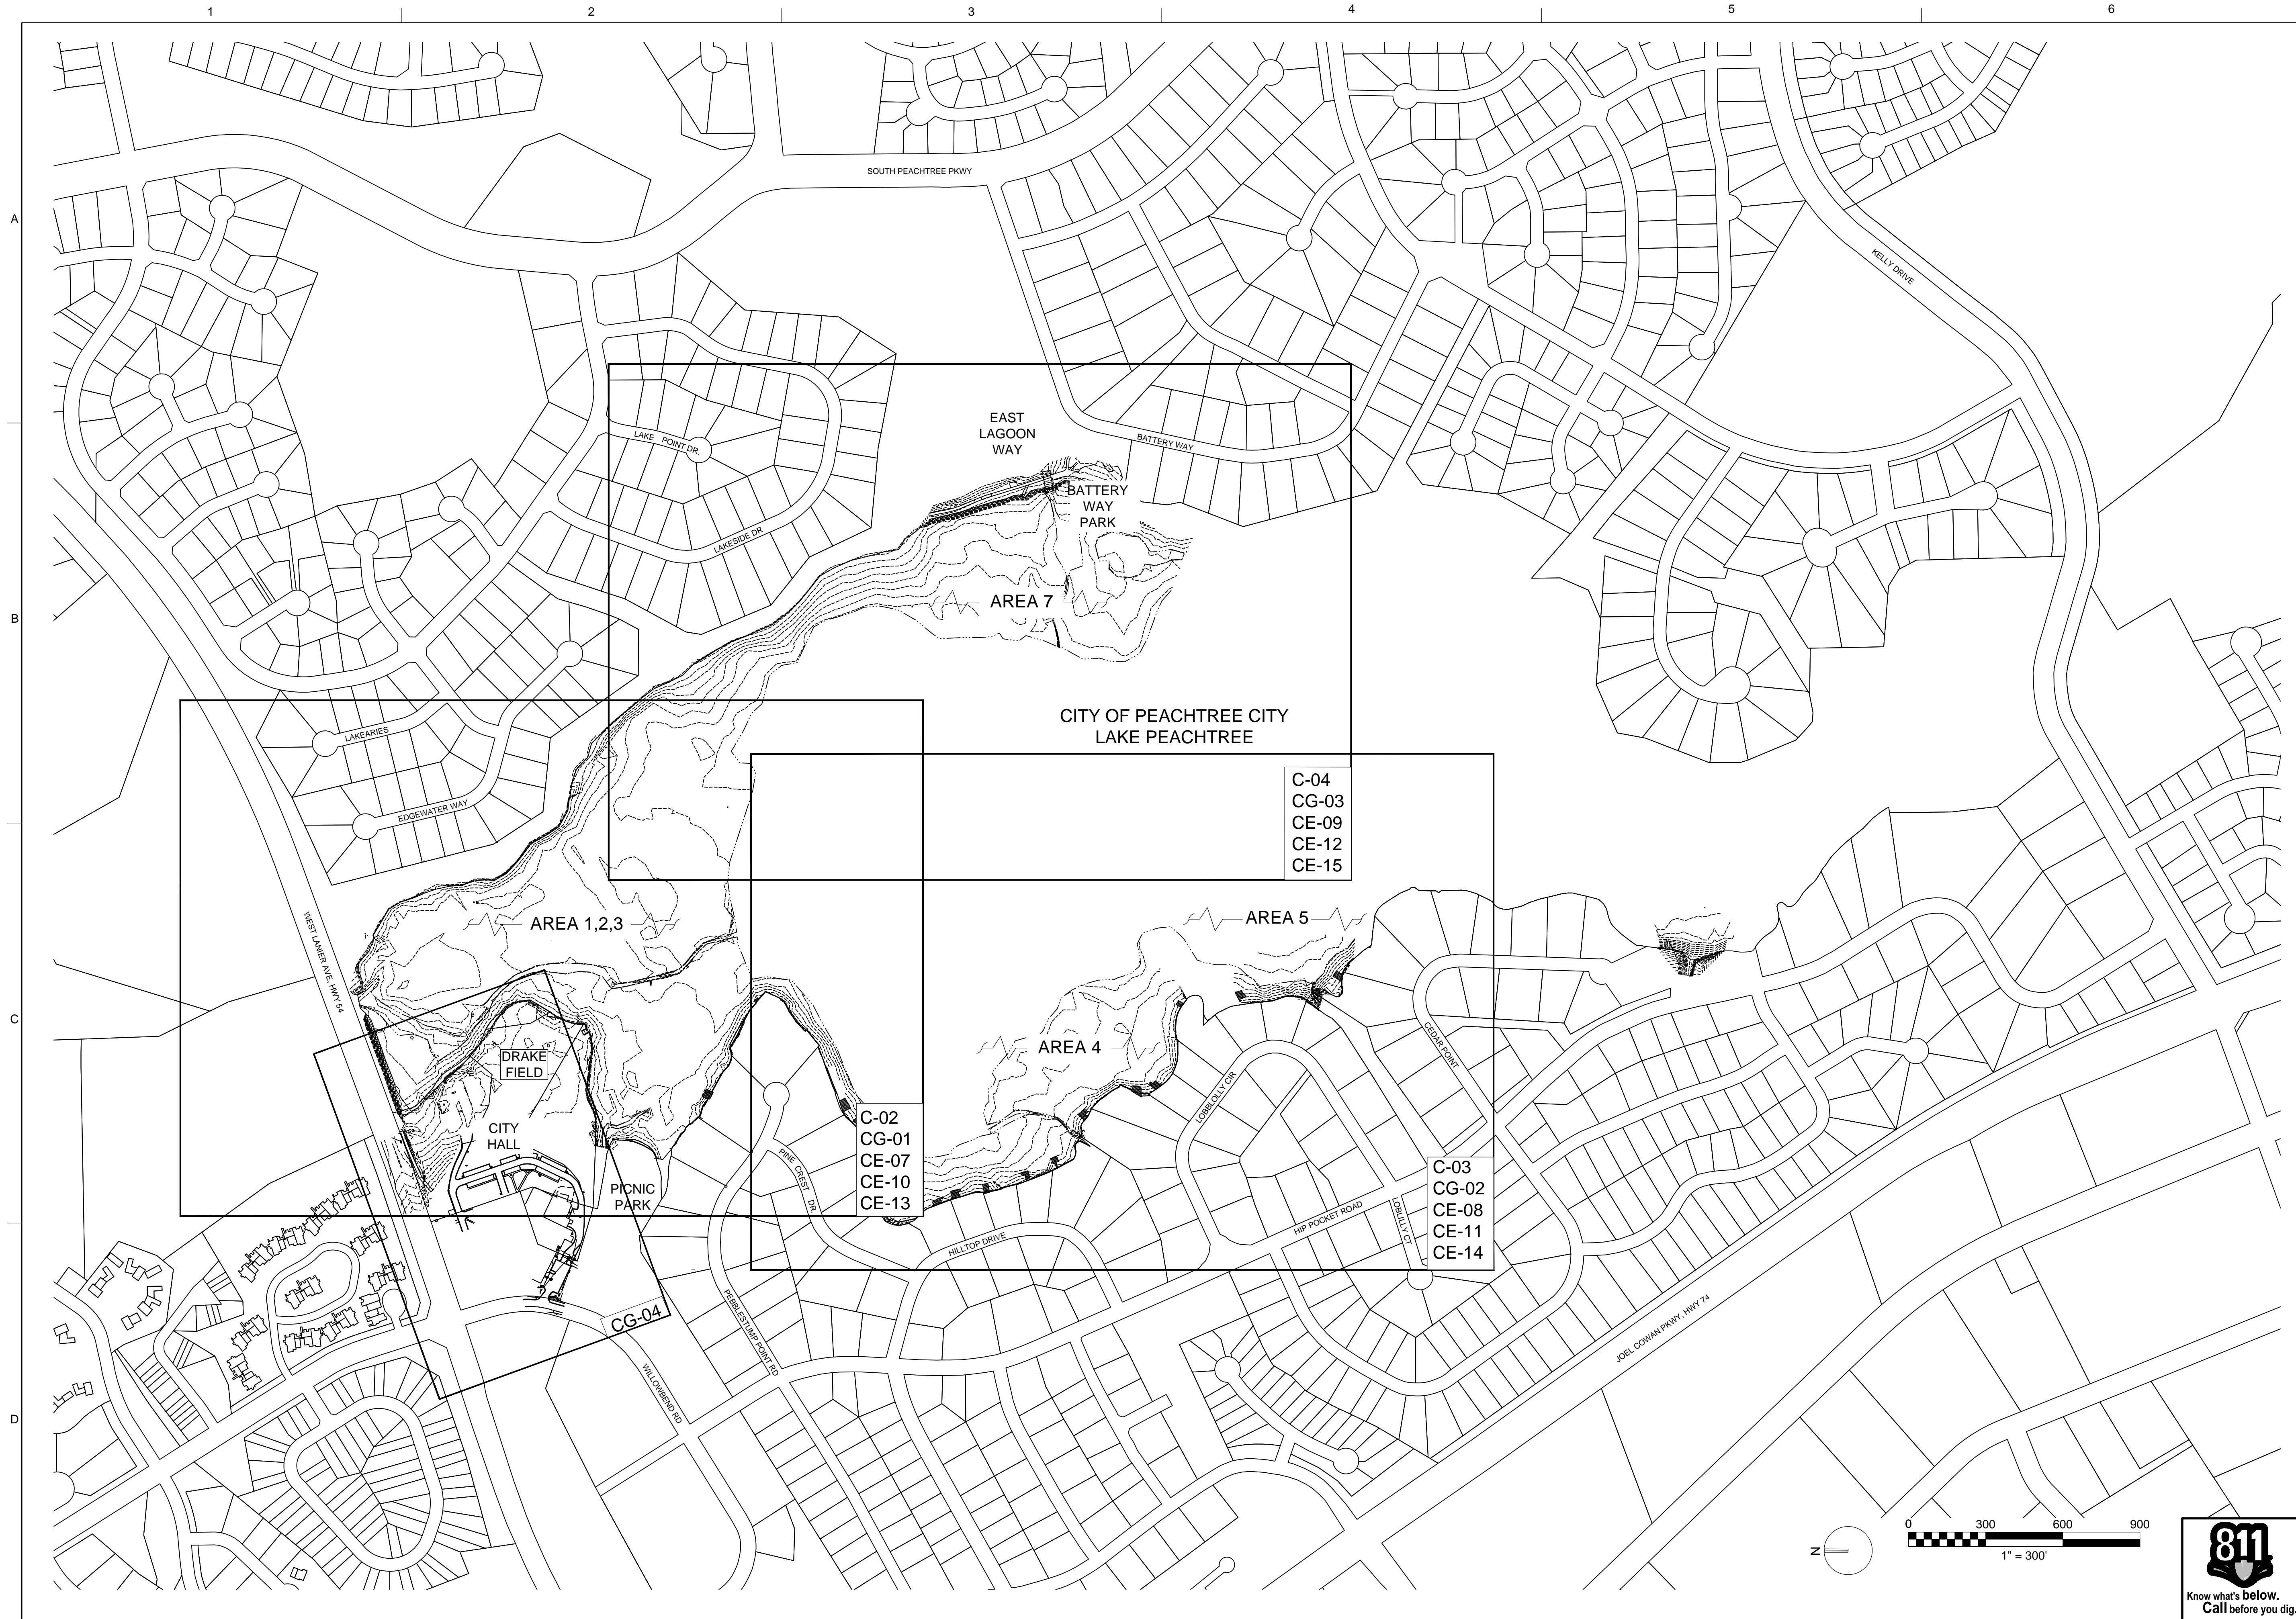 1
2
3
4
5
6
A
B
C
D
SOUTH PEACHTREE PKWY
KELLY DRIVE
EAST
LAGOON
WAY
BATTERY WAY
LAKE POINT DR.
BATTERY
WAY
PARK
LAKESIDE DR
AREA 7
CITY OF PEACHTREE CITY
LAKE PEACHTREE
LAKEARIES
EDGEWATER WAY
C-04
CG-03
CE-09
CE-12
CE-15
WEST LANIER AVE. HWY 54
AREA 1,2,3
AREA 5
AREA 4
DRAKE
FIELD
CEDAR POINT
LOBBLOLLY CIR
CITY
HALL
PICNIC
PARK
PINE CREST DR.
C-02
CG-01
CE-07
CE-10
CE-13
C-03
CG-02
CE-08
CE-11
CE-14
HILLTOP DRIVE
HIP POCKET ROAD
LOBLILLY CT
CG-04
PEBBLESTUMP POINT RD
WILLOWBEND RD
JOEL COWAN PKWY, HWY 74
N
0 300 600 900
1" = 300'
811
Know what's below.
Call before you dig.